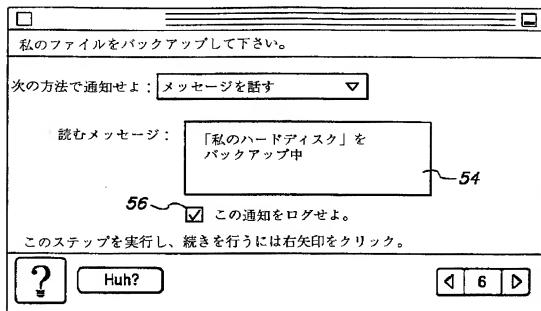 私のファイルをバックアップして下さい。
次の方法で通知せよ： メッセージを話す ▽
読むメッセージ： 「私のハードディスク」を
バックアップ中
54
56
この通知をログせよ。
このステップを実行し、続きを行うには右矢印をクリック。
? Huh? 6